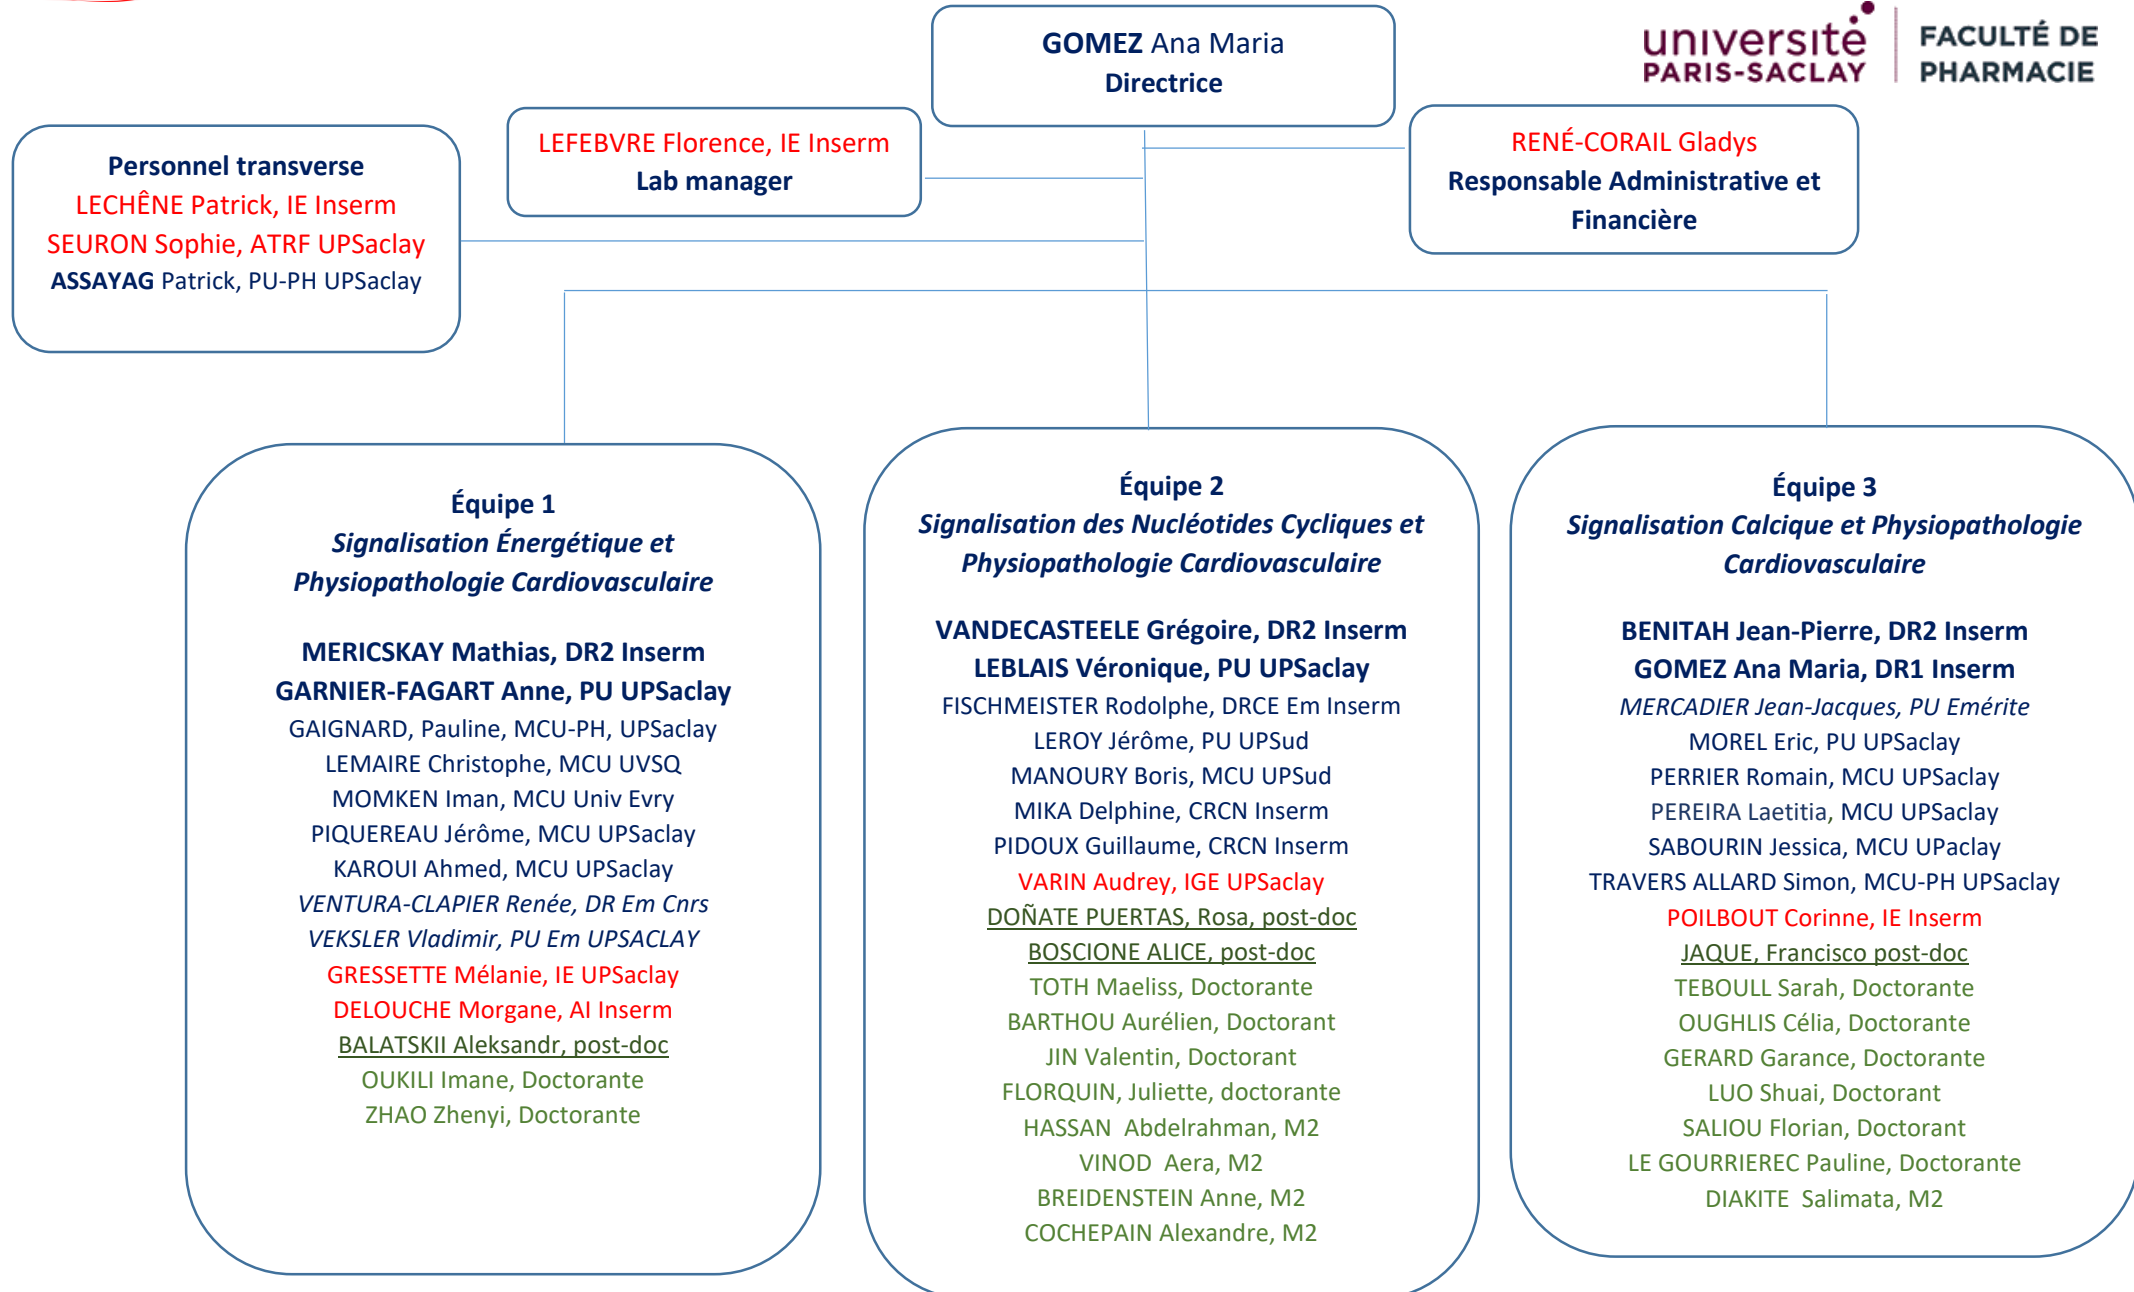 GOMEZ Ana Maria
Directrice
université
PARIS-SACLAY
FACULTÉ DE
PHARMACIE
Personnel transverse
LECHÊNE Patrick, IE Inserm
SEURON Sophie, ATRF UPSaclay
ASSAYAG Patrick, PU-PH UPSaclay
LEFEBVRE Florence, IE Inserm
Lab manager
RENÉ-CORAIL Gladys
Responsable Administrative et
Financière
Équipe 1
Signalisation Énergétique et
Physiopathologie Cardiovasculaire
MERICSKAY Mathias, DR2 Inserm
GARNIER-FAGART Anne, PU UPSaclay
GAIGNARD, Pauline, MCU-PH, UPSaclay
LEMAIRE Christophe, MCU UVSQ
MOMKEN Iman, MCU Univ Evry
PIQUEREAU Jérôme, MCU UPSaclay
KAROUI Ahmed, MCU UPSaclay
VENTURA-CLAPIER Renée, DR Em Cnrs
VEKSLER Vladimir, PU Em UPSACLAY
GRESSETTE Mélanie, IE UPSaclay
DELOUCHE Morgane, AI Inserm
BALATSKII Aleksandr, post-doc
OUKILI Imane, Doctorante
ZHAO Zhenyi, Doctorante
Équipe 2
Signalisation des Nucléotides Cycliques et
Physiopathologie Cardiovasculaire
VANDECASTEELE Grégoire, DR2 Inserm
LEBLAIS Véronique, PU UPSaclay
FISCHMEISTER Rodolphe, DRCE Em Inserm
LEROY Jérôme, PU UPSud
MANOURY Boris, MCU UPSud
MIKA Delphine, CRCN Inserm
PIDOUX Guillaume, CRCN Inserm
VARIN Audrey, IGE UPSaclay
DOÑATE PUERTAS, Rosa, post-doc
BOSCIONE ALICE, post-doc
TOTH Maeliss, Doctorante
BARTHOU Aurélien, Doctorant
JIN Valentin, Doctorant
FLORQUIN, Juliette, doctorante
HASSAN  Abdelrahman, M2
VINOD  Aera, M2
BREIDENSTEIN Anne, M2
COCHEPAIN Alexandre, M2
Équipe 3
Signalisation Calcique et Physiopathologie
Cardiovasculaire
BENITAH Jean-Pierre, DR2 Inserm
GOMEZ Ana Maria, DR1 Inserm
MERCADIER Jean-Jacques, PU Emérite
MOREL Eric, PU UPSaclay
PERRIER Romain, MCU UPSaclay
PEREIRA Laetitia, MCU UPSaclay
SABOURIN Jessica, MCU UPaclay
TRAVERS ALLARD Simon, MCU-PH UPSaclay
POILBOUT Corinne, IE Inserm
JAQUE, Francisco post-doc
TEBOULL Sarah, Doctorante
OUGHLIS Célia, Doctorante
GERARD Garance, Doctorante
LUO Shuai, Doctorant
SALIOU Florian, Doctorant
LE GOURRIEREC Pauline, Doctorante
DIAKITE  Salimata, M2